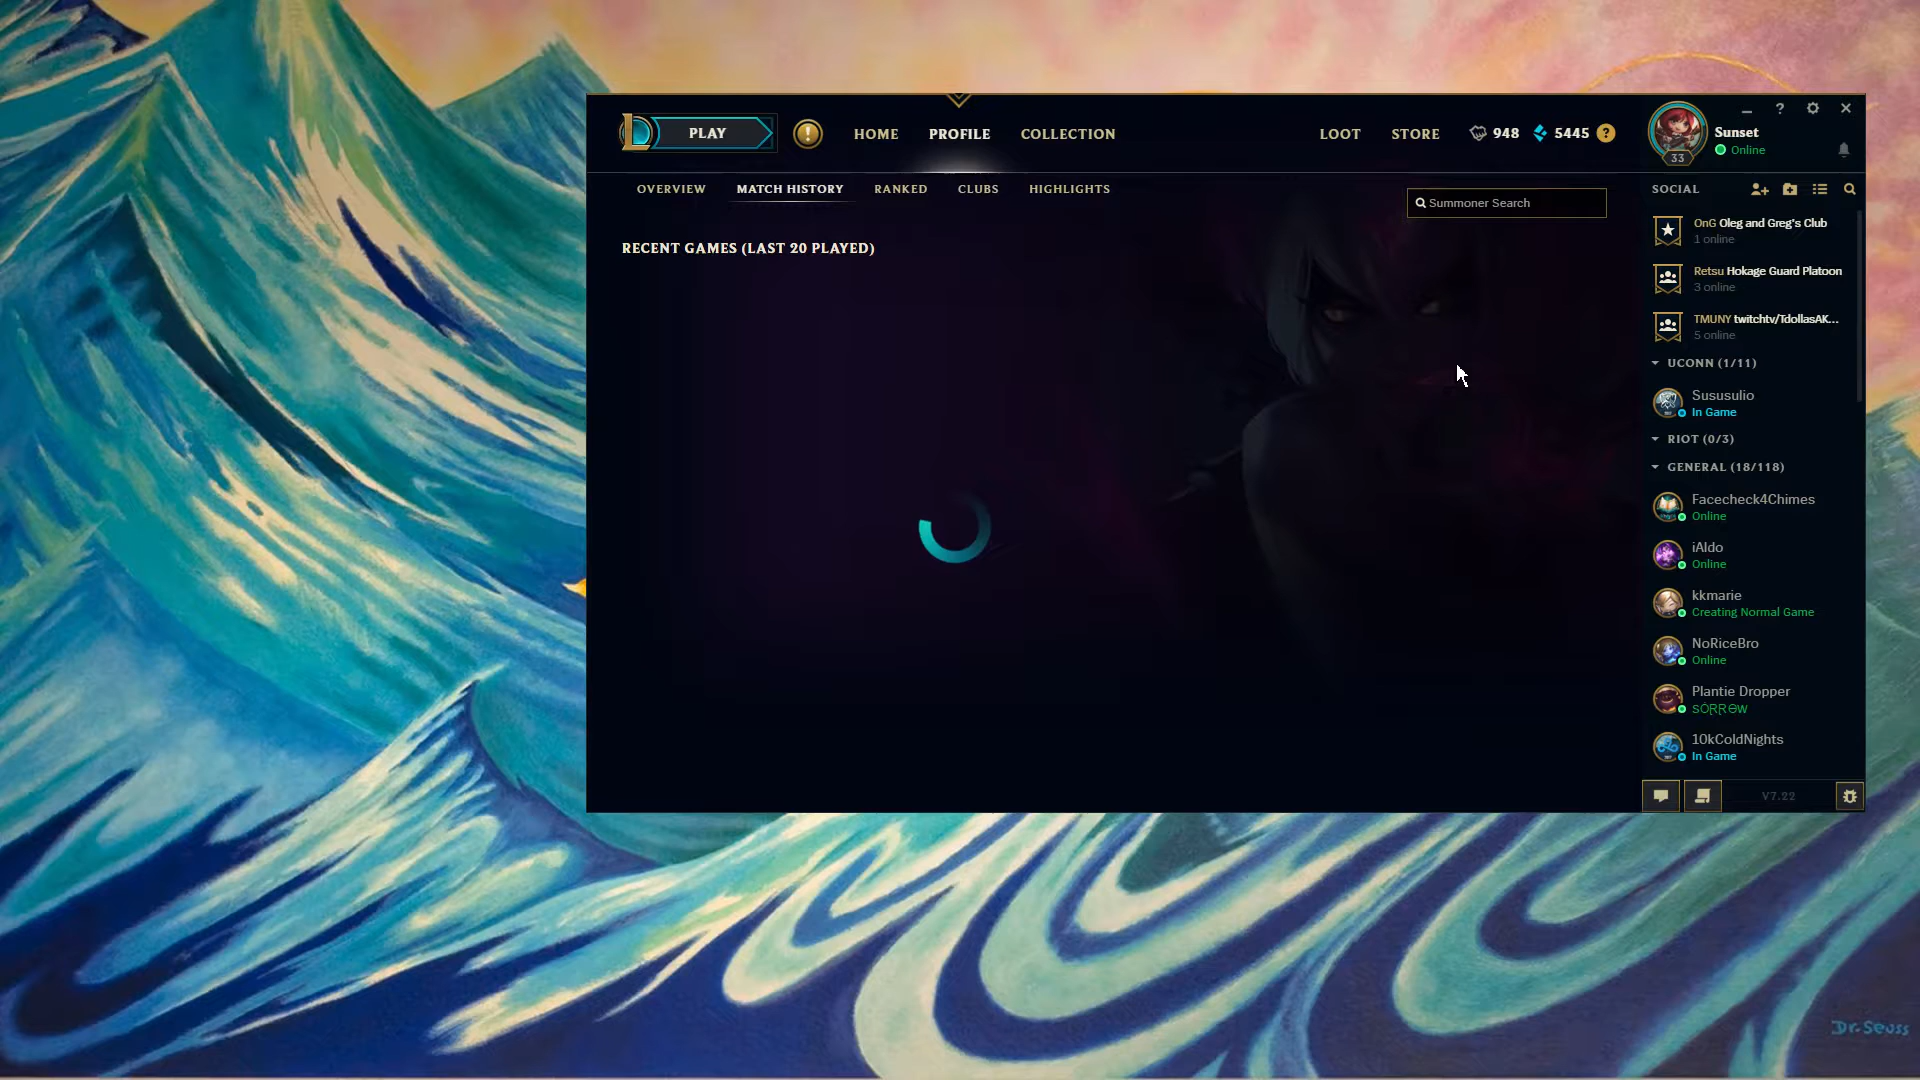 PLAY
HOME
PROFILE
COLLECTION
LOOT
STORE
948
5445
?
?
33
Sunset
Online
OVERVIEW
MATCH HISTORY
RANKED
CLUBS
HIGHLIGHTS
Summoner Search
RECENT GAMES (LAST 20 PLAYED)
SOCIAL
OnG Oleg and Greg's Club
1 online
Retsu Hokage Guard Platoon
3 online
TMUNY twitchtv/TdollasAK...
5 online
UCONN (1/11)
Sususulio
In Game
RIOT (0/3)
GENERAL (18/118)
Facecheck4Chimes
Online
iAldo
Online
kkmarie
Creating Normal Game
NoRiceBro
Online
Plantie Dropper
10kColdNights
In Game
V7.22
Dr. Seuss